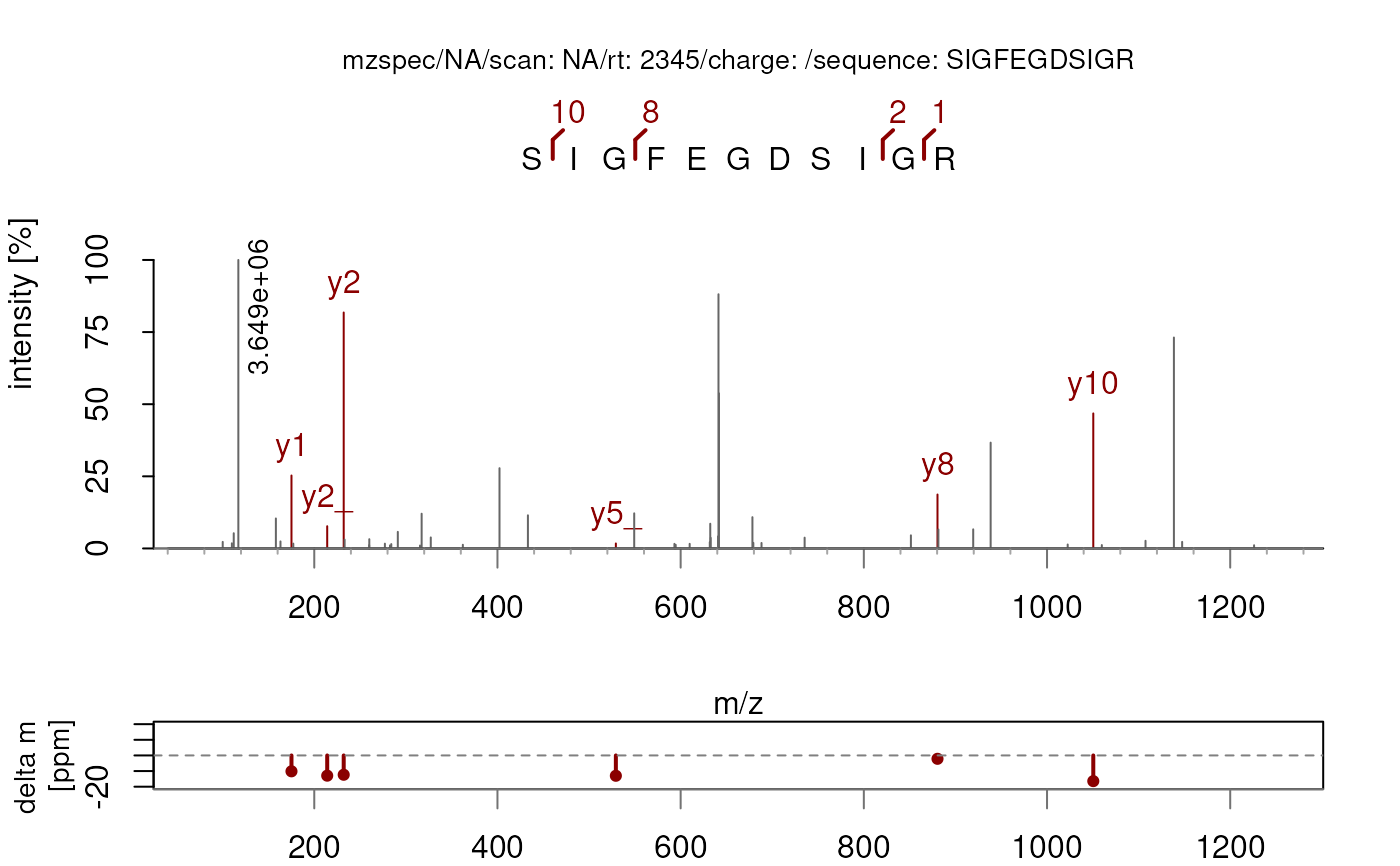 mzspec/NA/scan: NA/rt: 2345/charge: /sequence: SIGFEGDSIGR
10 8 2 1
S I G F E G D S I G R
intensity [%]
0 25 50 75 100
3.649e+06
y1
y2_
y2
y5_
y8
y10
200 400 600 800 1000 1200
m/z
delta m
[ppm]
-20
200 400 600 800 1000 1200